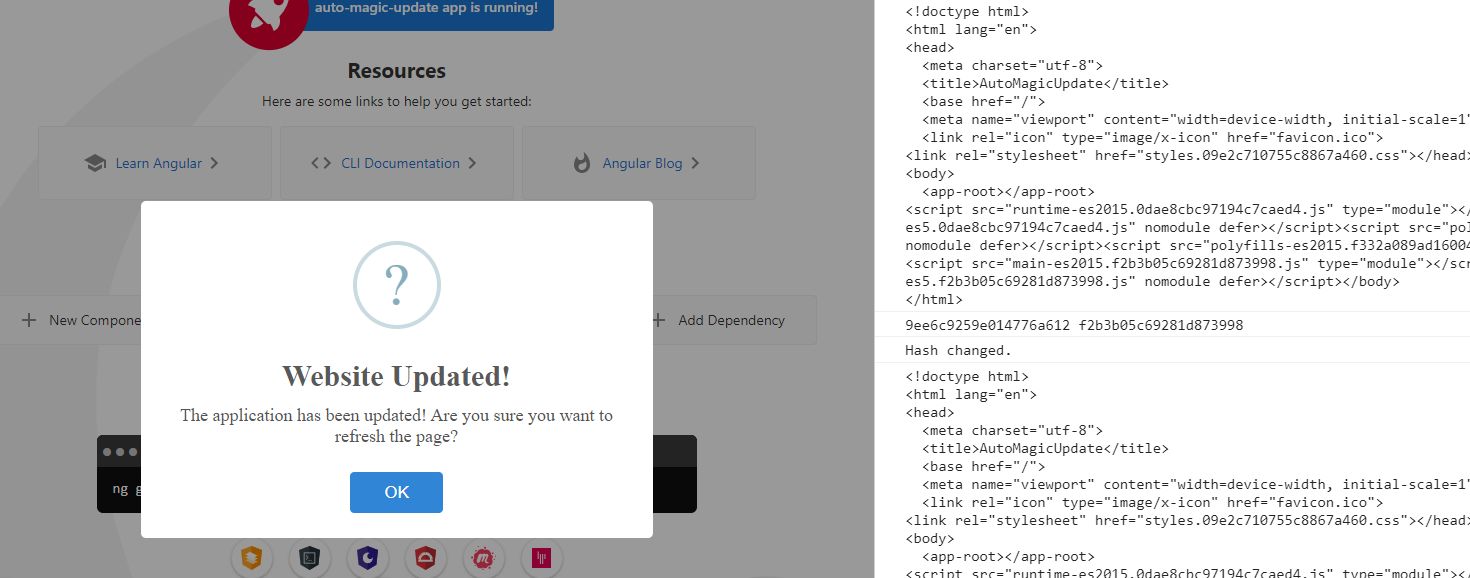 auto-magic-update app is running!
Resources
Here are some links to help you get started:
Learn Angular
CLI Documentation
Angular Blog
New Compone
Add Dependency
Website Updated!
The application has been updated! Are you sure you want to
refresh the page?
OK
ng g
<!doctype html>
<html lang="en">
<head>
<meta charset="utf-8">
<title>AutoMagicUpdate</title>
<base href="/">
<meta name="viewport" content="width=device-width, initial-scale=1"
<link rel="icon" type="image/x-icon" href="favicon.ico">
<link rel="stylesheet" href="styles.09e2c710755c8867a460.css"></head>
<body>
<app-root></app-root>
<script src="runtime-es2015.0dae8cbc97194c7caed4.js" type="module"></
es5.0dae8cbc97194c7caed4.js" nomodule defer></script><script src="pol
nomodule defer></script><script src="polyfills-es2015.f332a089ad16004
<script src="main-es2015.f2b3b05c69281d873998.js" type="module"></scr
es5.f2b3b05c69281d873998.js" nomodule defer></script></body>
</html>
9ee6c9259e014776a612 f2b3b05c69281d873998
Hash changed.
<!doctype html>
<html lang="en">
<head>
<meta charset="utf-8">
<title>AutoMagicUpdate</title>
<base href="/">
<meta name="viewport" content="width=device-width, initial-scale=1"
<link rel="icon" type="image/x-icon" href="favicon.ico">
<link rel="stylesheet" href="styles.09e2c710755c8867a460.css"></head>
<body>
<app-root></app-root>
<script src="runtime-es2015.0dae8cbc97194c7caed4.js" type="module"></